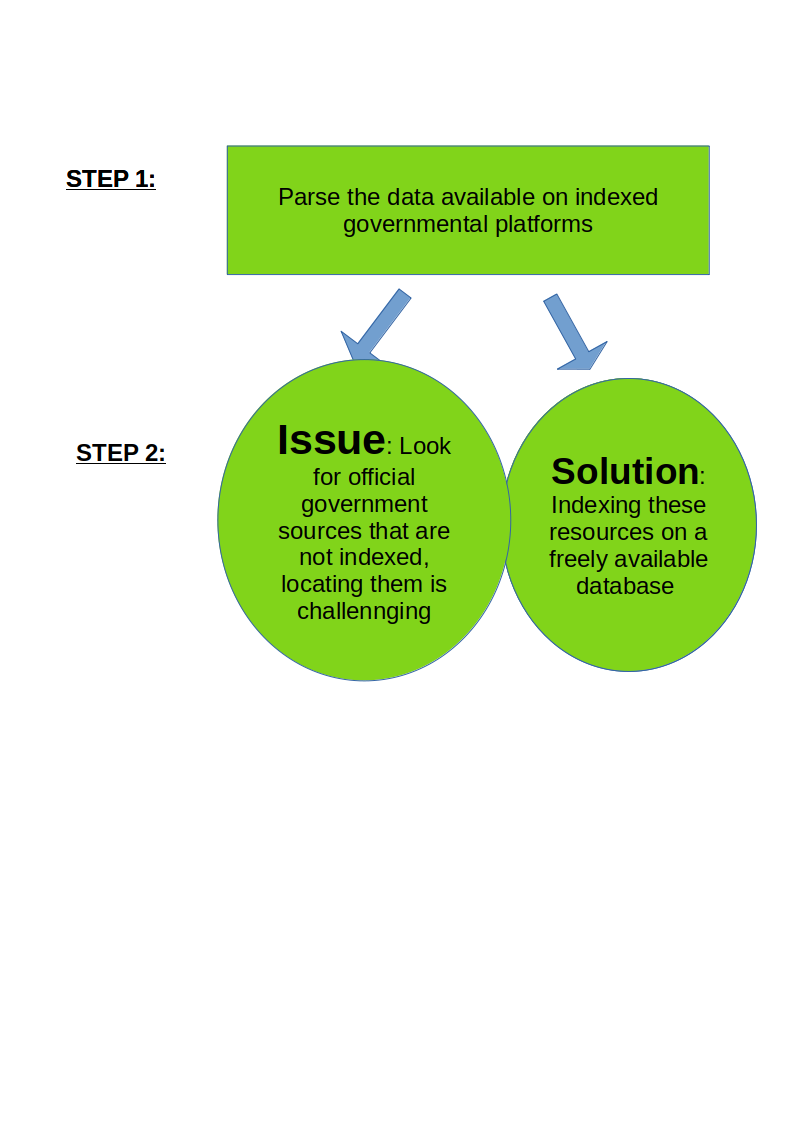 STEP 1:
Parse the data available on indexed
governmental platforms
STEP 2:
Issue: Look
for official
government
sources that are
not indexed,
locating them is
challennging
Solution:
Indexing these
resources on a
freely available
database